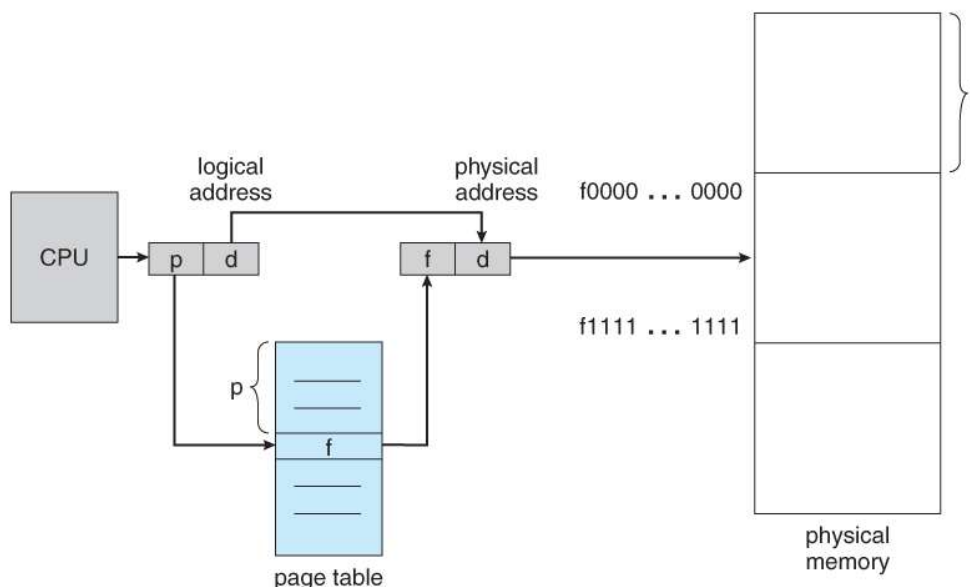 logical
address
physical
address
f0000 ... 0000
CPU
p
d
f
d
f1111 ... 1111
p
f
page table
physical
memory